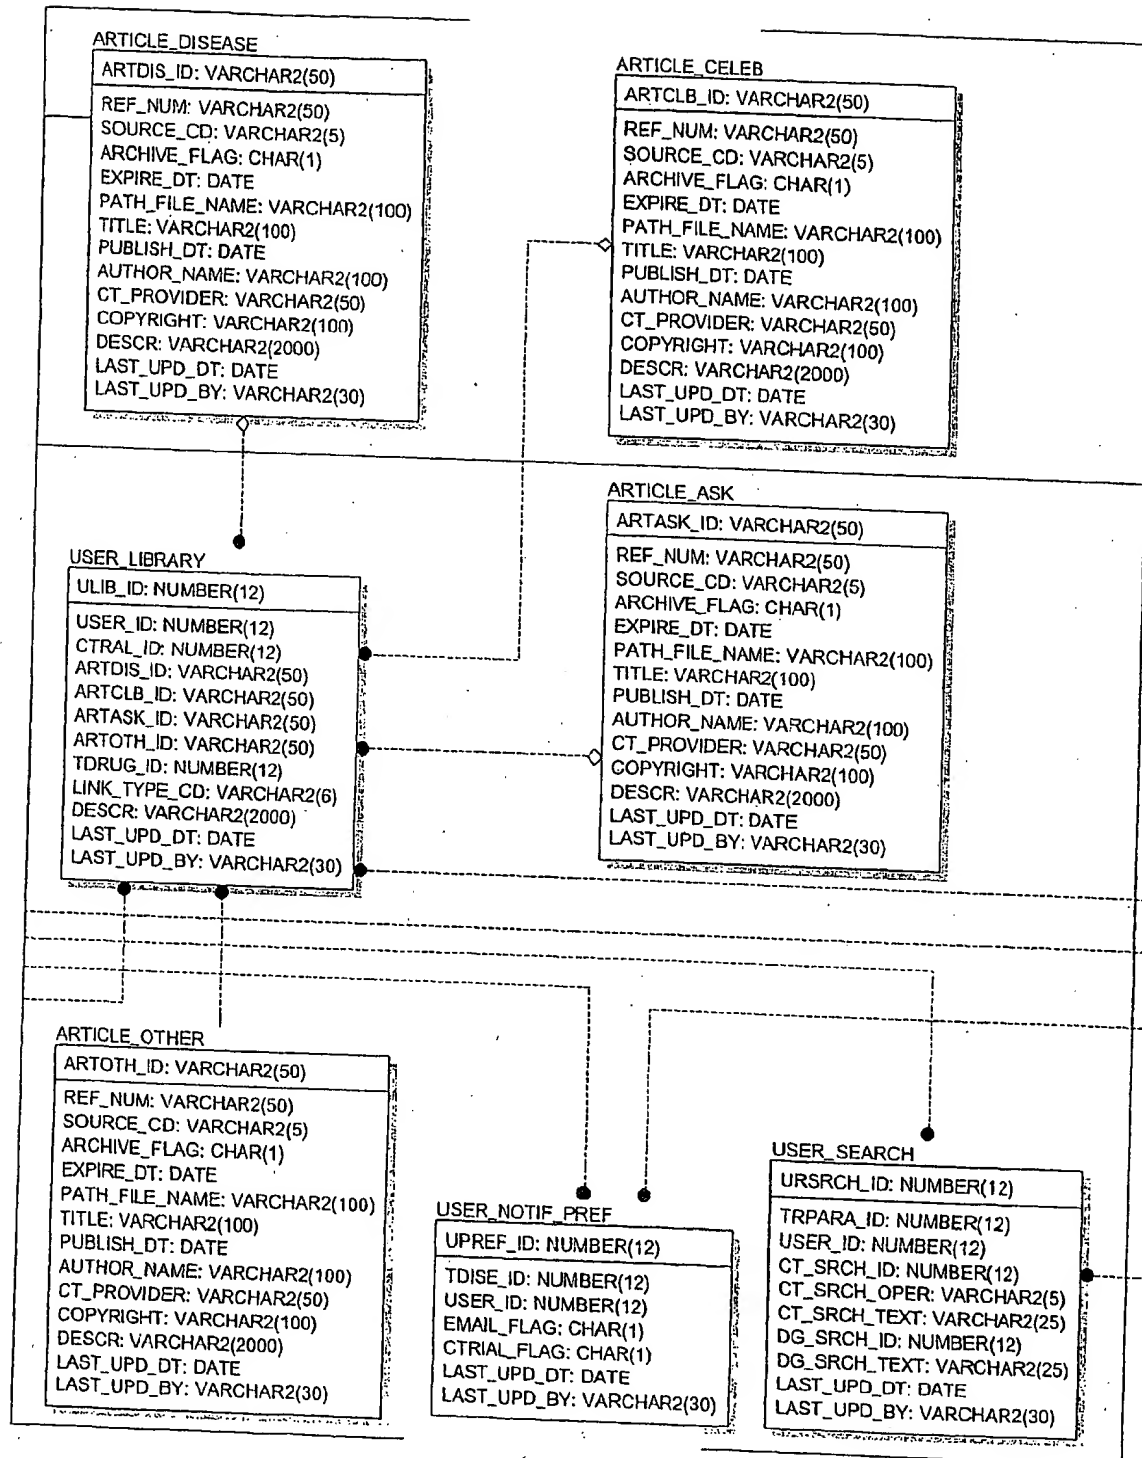 ARTICLE_DISEASE
ARTDIS_ID: VARCHAR2(50)
REF_NUM: VARCHAR2(50)
SOURCE_CD: VARCHAR2(5)
ARCHIVE_FLAG: CHAR(1)
EXPIRE_DT: DATE
PATH_FILE_NAME: VARCHAR2(100)
TITLE: VARCHAR2(100)
PUBLISH_DT: DATE
AUTHOR_NAME: VARCHAR2(100)
CT_PROVIDER: VARCHAR2(50)
COPYRIGHT: VARCHAR2(100)
DESCR: VARCHAR2(2000)
LAST_UPD_DT: DATE
LAST_UPD_BY: VARCHAR2(30)
ARTICLE_CELEB
ARTCLB_ID: VARCHAR2(50)
REF_NUM: VARCHAR2(50)
SOURCE_CD: VARCHAR2(5)
ARCHIVE_FLAG: CHAR(1)
EXPIRE_DT: DATE
PATH_FILE_NAME: VARCHAR2(100)
TITLE: VARCHAR2(100)
PUBLISH_DT: DATE
AUTHOR_NAME: VARCHAR2(100)
CT_PROVIDER: VARCHAR2(50)
COPYRIGHT: VARCHAR2(100)
DESCR: VARCHAR2(2000)
LAST_UPD_DT: DATE
LAST_UPD_BY: VARCHAR2(30)
USER_LIBRARY
ULIB_ID: NUMBER(12)
USER_ID: NUMBER(12)
CTRAL_ID: NUMBER(12)
ARTDIS_ID: VARCHAR2(50)
ARTCLB_ID: VARCHAR2(50)
ARTASK_ID: VARCHAR2(50)
ARTOTH_ID: VARCHAR2(50)
TDRUG_ID: NUMBER(12)
LINK_TYPE_CD: VARCHAR2(6)
DESCR: VARCHAR2(2000)
LAST_UPD_DT: DATE
LAST_UPD_BY: VARCHAR2(30)
ARTICLE_ASK
ARTASK_ID: VARCHAR2(50)
REF_NUM: VARCHAR2(50)
SOURCE_CD: VARCHAR2(5)
ARCHIVE_FLAG: CHAR(1)
EXPIRE_DT: DATE
PATH_FILE_NAME: VARCHAR2(100)
TITLE: VARCHAR2(100)
PUBLISH_DT: DATE
AUTHOR_NAME: VARCHAR2(100)
CT_PROVIDER: VARCHAR2(50)
COPYRIGHT: VARCHAR2(100)
DESCR: VARCHAR2(2000)
LAST_UPD_DT: DATE
LAST_UPD_BY: VARCHAR2(30)
ARTICLE_OTHER
ARTOTH_ID: VARCHAR2(50)
REF_NUM: VARCHAR2(50)
SOURCE_CD: VARCHAR2(5)
ARCHIVE_FLAG: CHAR(1)
EXPIRE_DT: DATE
PATH_FILE_NAME: VARCHAR2(100)
TITLE: VARCHAR2(100)
PUBLISH_DT: DATE
AUTHOR_NAME: VARCHAR2(100)
CT_PROVIDER: VARCHAR2(50)
COPYRIGHT: VARCHAR2(100)
DESCR: VARCHAR2(2000)
LAST_UPD_DT: DATE
LAST_UPD_BY: VARCHAR2(30)
USER_NOTIF_PREF
UPREF_ID: NUMBER(12)
TDISE_ID: NUMBER(12)
USER_ID: NUMBER(12)
EMAIL_FLAG: CHAR(1)
CTRIAL_FLAG: CHAR(1)
LAST_UPD_DT: DATE
LAST_UPD_BY: VARCHAR2(30)
USER_SEARCH
URSRCH_ID: NUMBER(12)
TRPARA_ID: NUMBER(12)
USER_ID: NUMBER(12)
CT_SRCH_ID: NUMBER(12)
CT_SRCH_OPER: VARCHAR2(5)
CT_SRCH_TEXT: VARCHAR2(25)
DG_SRCH_ID: NUMBER(12)
DG_SRCH_TEXT: VARCHAR2(25)
LAST_UPD_DT: DATE
LAST_UPD_BY: VARCHAR2(30)